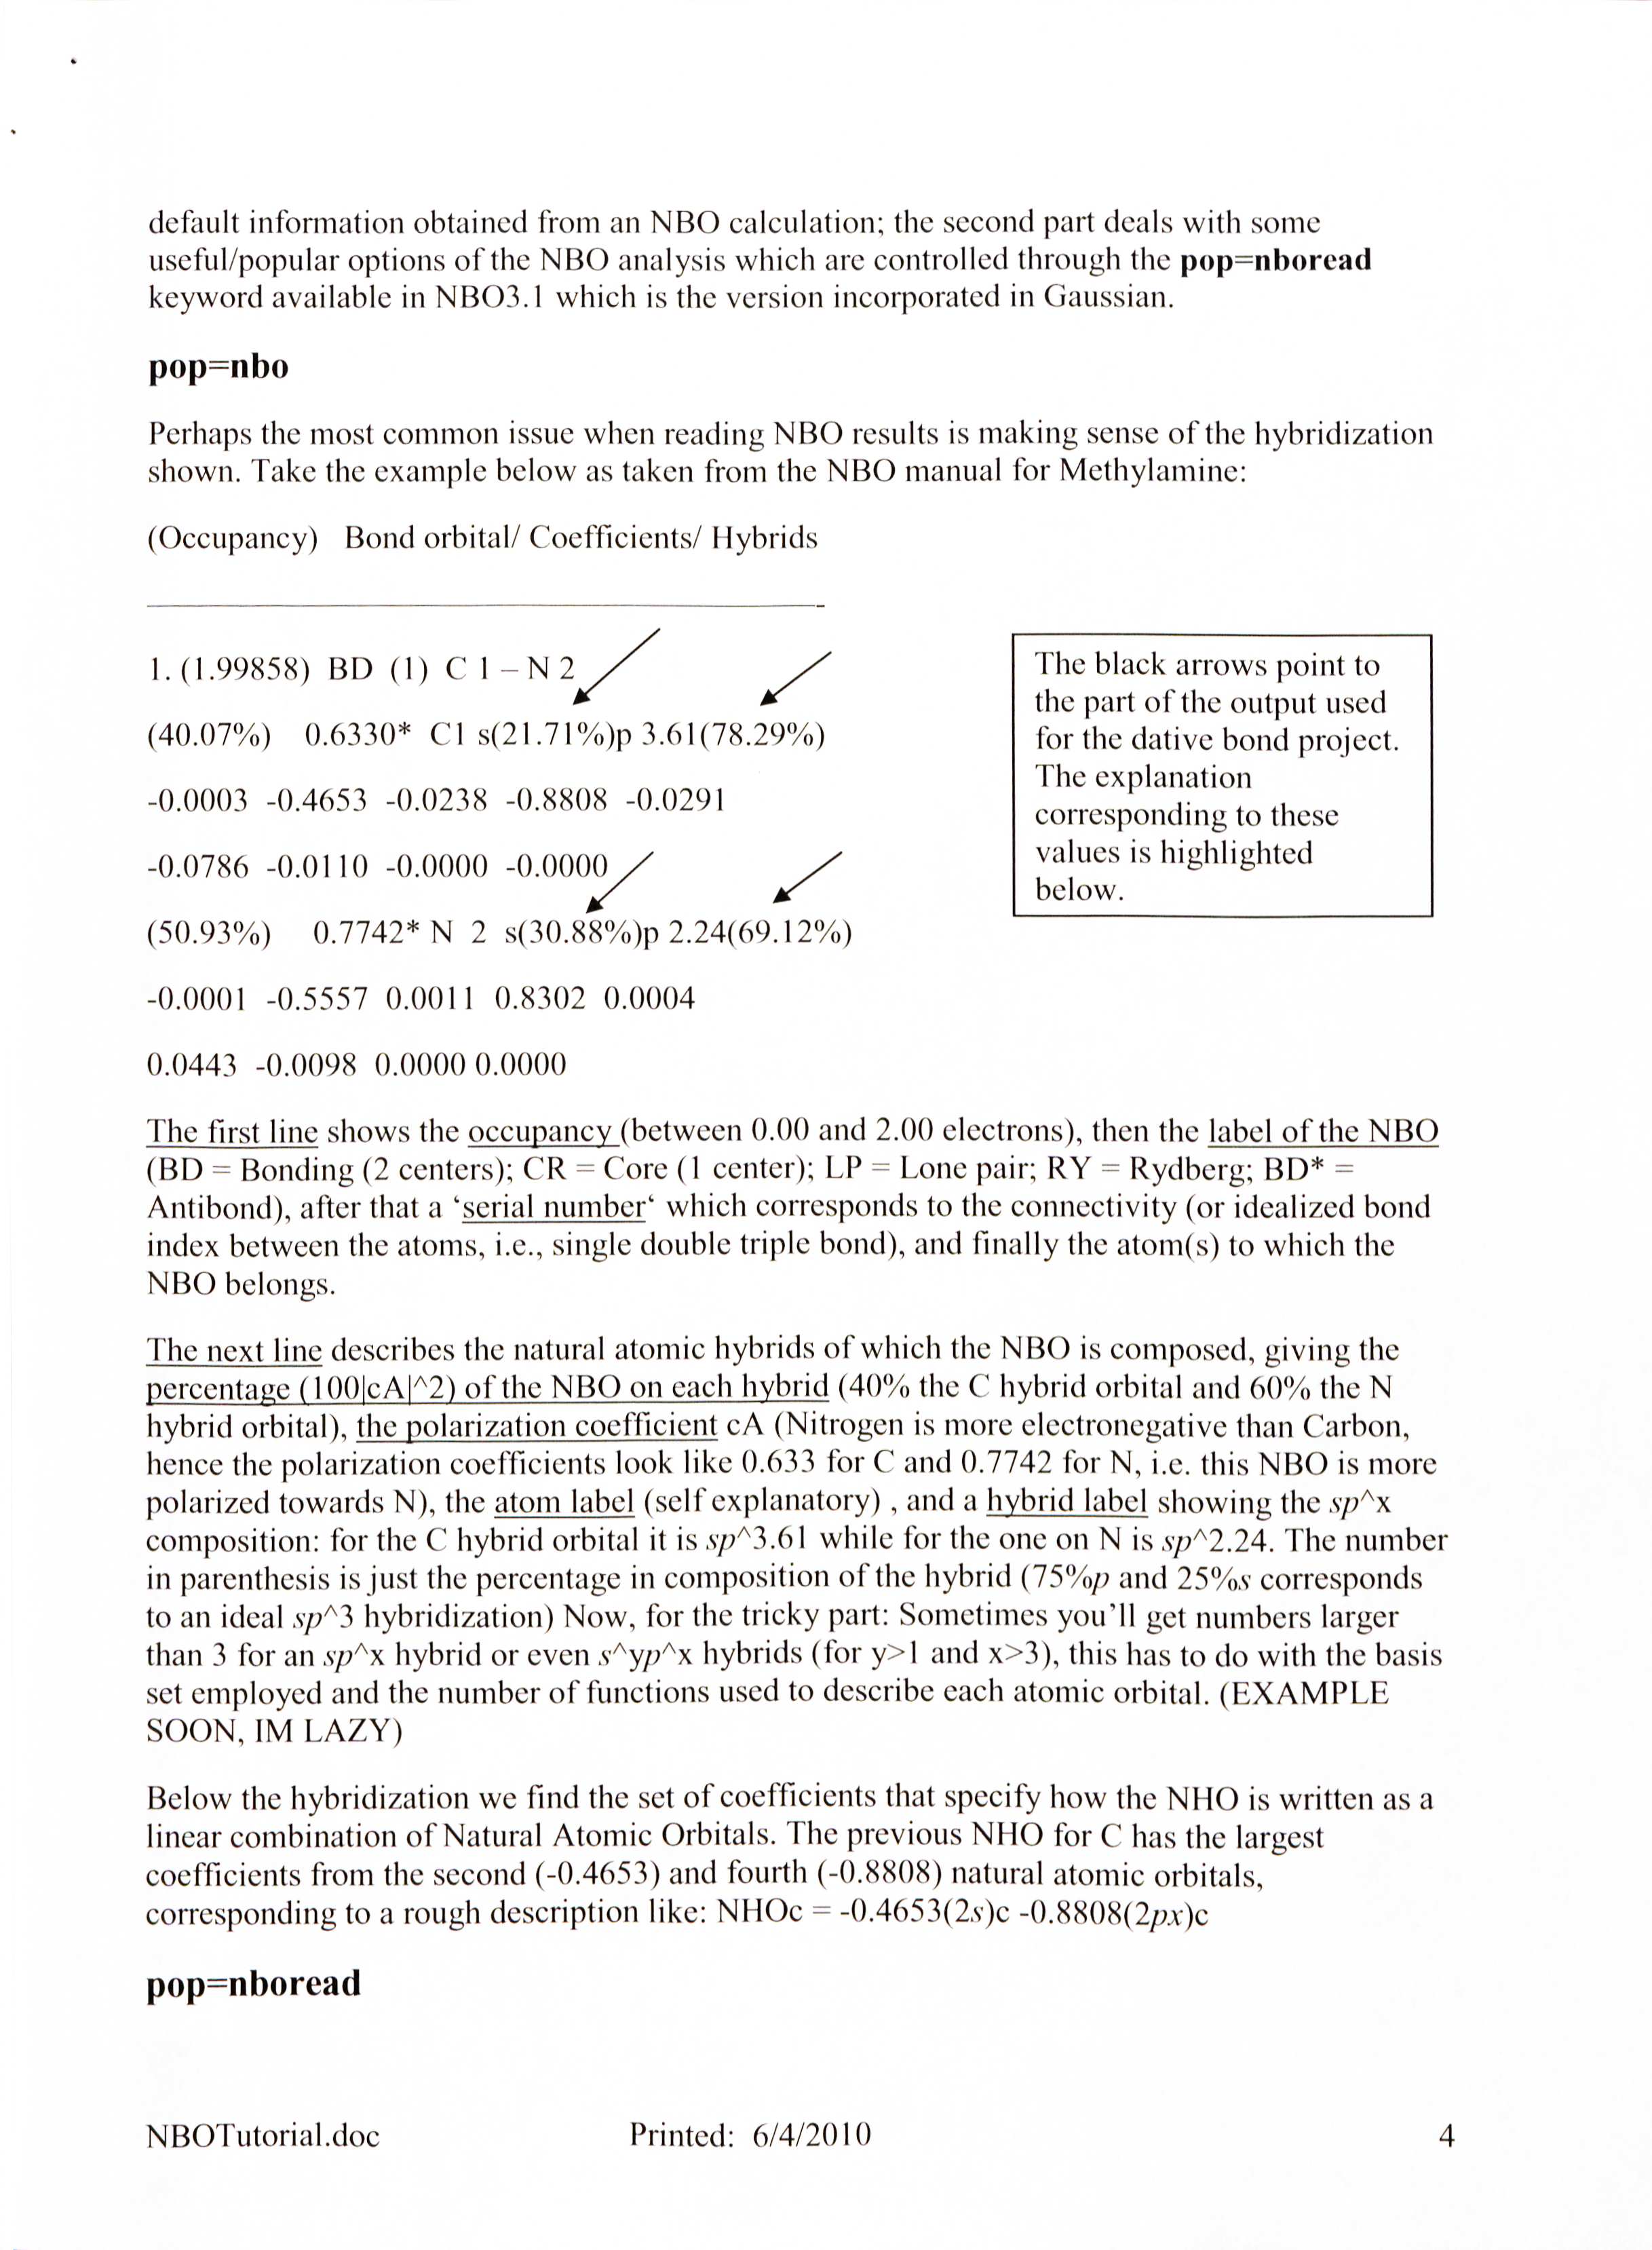 default information obtained from an NBO calculation; the second part deals with some
useful/popular options of the NBO analysis which are controlled through the pop=nboread
keyword available in NBO3.1 which is the version incorporated in Gaussian.
pop=nbo
Perhaps the most common issue when reading NBO results is making sense of the hybridization
shown. Take the example below as taken from the NBO manual for Methylamine:
(Occupancy) Bond orbital/ Coefficients/ Hybrids
1. (1.99858) BD (1) C 1 – N 2
(40.07%) 0.6330* C1 s(21.71%)p 3.61(78.29%)
-0.0003 -0.4653 -0.0238 -0.8808 -0.0291
-0.0786 -0.0110 -0.0000 -0.0000
(50.93%) 0.7742* N 2 s(30.88%)p 2.24(69.12%)
-0.0001 -0.5557 0.0011 0.8302 0.0004
0.0443 -0.0098 0.0000 0.0000
The black arrows point to
the part of the output used
for the dative bond project.
The explanation
corresponding to these
values is highlighted
below.
The first line shows the occupancy (between 0.00 and 2.00 electrons), then the label of the NBO
(BD = Bonding (2 centers); CR = Core (1 center); LP = Lone pair; RY = Rydberg; BD* =
Antibond), after that a ‘serial number‘ which corresponds to the connectivity (or idealized bond
index between the atoms, i.e., single double triple bond), and finally the atom(s) to which the
NBO belongs.
The next line describes the natural atomic hybrids of which the NBO is composed, giving the
percentage (100|cA|^2) of the NBO on each hybrid (40% the C hybrid orbital and 60% the N
hybrid orbital), the polarization coefficient cA (Nitrogen is more electronegative than Carbon,
hence the polarization coefficients look like 0.633 for C and 0.7742 for N, i.e. this NBO is more
polarized towards N), the atom label (self explanatory) , and a hybrid label showing the sp^x
composition: for the C hybrid orbital it is sp^3.61 while for the one on N is sp^2.24. The number
in parenthesis is just the percentage in composition of the hybrid (75%p and 25%s corresponds
to an ideal sp^3 hybridization) Now, for the tricky part: Sometimes you’ll get numbers larger
than 3 for an sp^x hybrid or even s^yp^x hybrids (for y>1 and x>3), this has to do with the basis
set employed and the number of functions used to describe each atomic orbital. (EXAMPLE
SOON, IM LAZY)
Below the hybridization we find the set of coefficients that specify how the NHO is written as a
linear combination of Natural Atomic Orbitals. The previous NHO for C has the largest
coefficients from the second (-0.4653) and fourth (-0.8808) natural atomic orbitals,
corresponding to a rough description like: NHOc = -0.4653(2s)c -0.8808(2px)c
pop=nboread
NBOTutorial.doc Printed: 6/4/2010 4